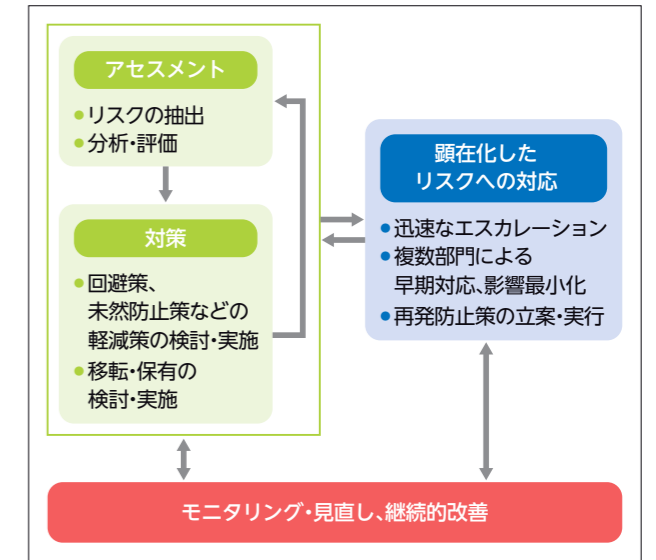 アセスメント
●リスクの抽出
●分析・評価
対策
●回避策、
未然防止策などの
軽減策の検討・実施
●移転・保有の
検討・実施
顕在化した
リスクへの対応
●迅速なエスカレーション
●複数部門による
早期対応、影響最小化
●再発防止策の立案・実行
モニタリング・見直し、継続的改善